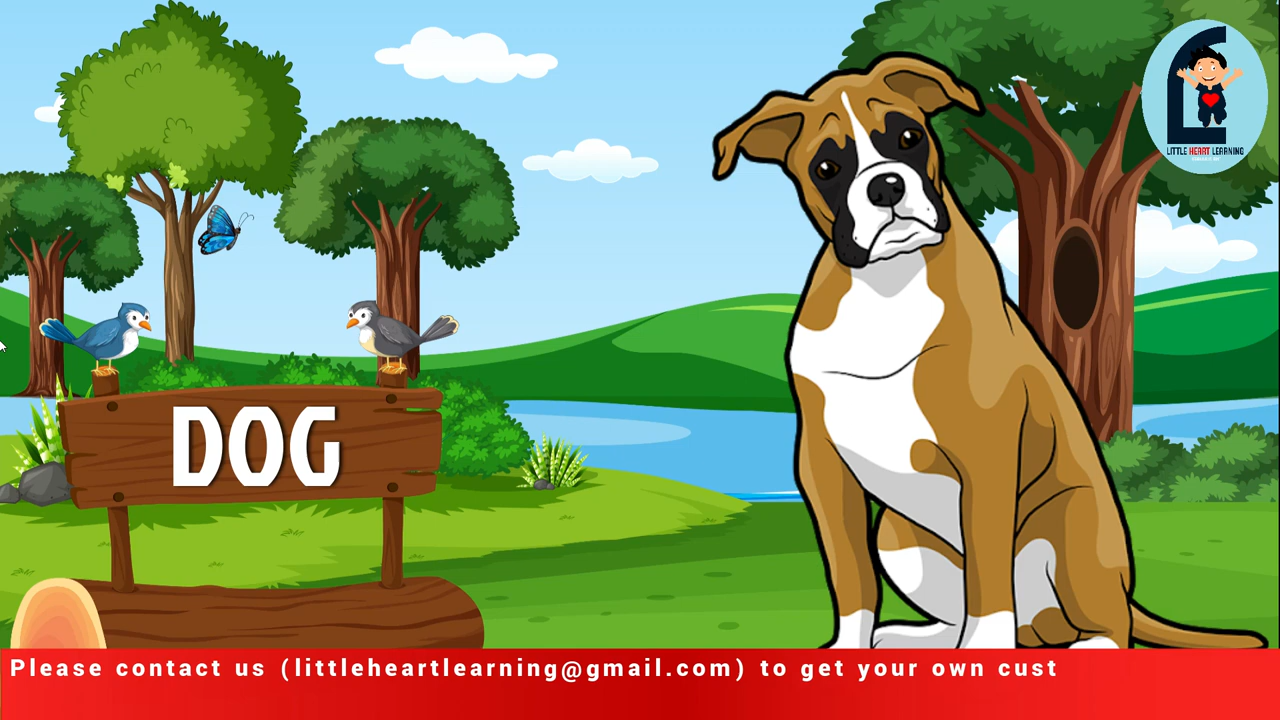 LITTLE HEART LEARNING
DOG
Please contact us (littleheartlearning@gmail.com) to get your own cust